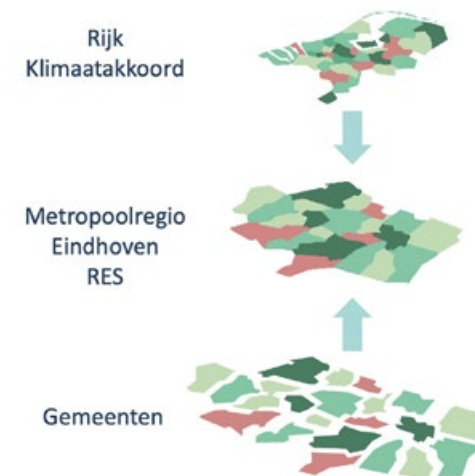 Rijk
Klimaatakkoord
Metropoolregio
Eindhoven
RES
Gemeenten